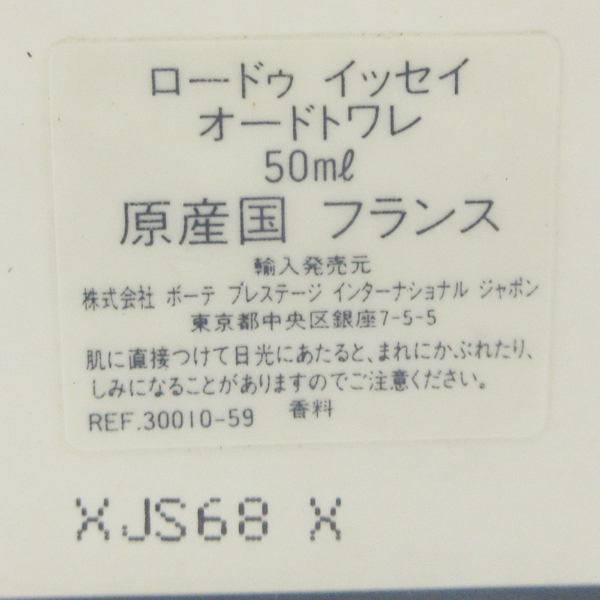 ロードゥ イッセイ
オードトワレ
50mℓ
原産国 フランス
輸入発売元
株式会社 ボーテ プレステージ インターナショナル ジャポン
東京都中央区銀座7-5-5
肌に直接つけて日光にあたると、まれにかぶれたり、
しみになることがありますのでご注意ください。
REF.30010-59 香料
XJS68 X